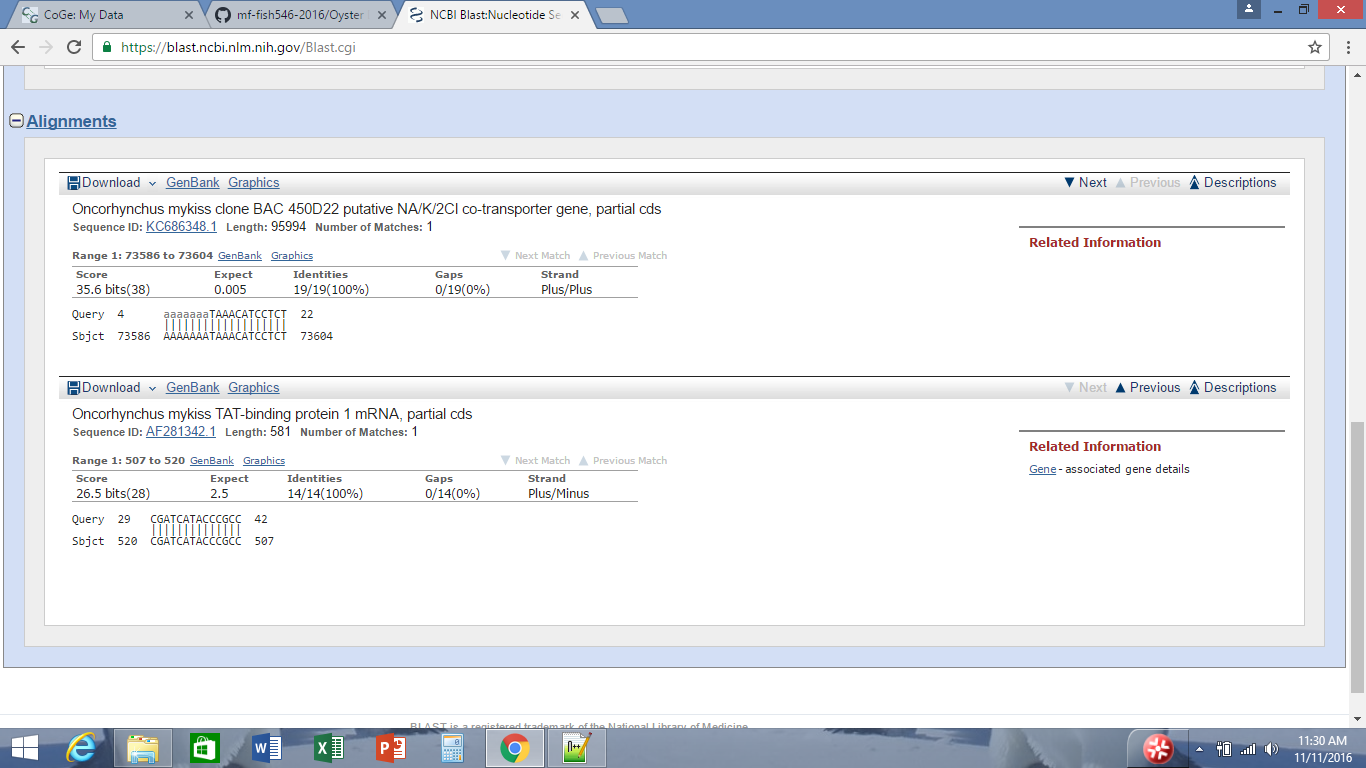 CoGe: My Data
mf-fish546-2016/Oyster
NCBI Blast:Nucleotide Se
https://blast.ncbi.nlm.nih.gov/Blast.cgi
Alignments
Download GenBank Graphics Next Previous Descriptions
Oncorhynchus mykiss clone BAC 450D22 putative NA/K/2Cl co-transporter gene, partial cds
Sequence ID: KC686348.1 Length: 95994 Number of Matches: 1
Related Information
Range 1: 73586 to 73604 GenBank Graphics Next Match Previous Match
Score Expect Identities Gaps Strand
35.6 bits(38) 0.005 19/19(100%) 0/19(0%) Plus/Plus
Query 4 aaaaaaaTAAACATCCTCT 22
|||||||||||||||||||
Sbjct 73586 AAAAAAATAAACATCCTCT 73604
Download GenBank Graphics Next Previous Descriptions
Oncorhynchus mykiss TAT-binding protein 1 mRNA, partial cds
Sequence ID: AF281342.1 Length: 581 Number of Matches: 1
Related Information
Range 1: 507 to 520 GenBank Graphics Next Match Previous Match
Gene - associated gene details
Score Expect Identities Gaps Strand
26.5 bits(28) 2.5 14/14(100%) 0/14(0%) Plus/Minus
Query 29 CGATCATACCCGCC 42
||||||||||||||
Sbjct 520 CGATCATACCCGCC 507
BLAST is a registered trademark of the National Library of Medicine
11:30 AM
11/11/2016